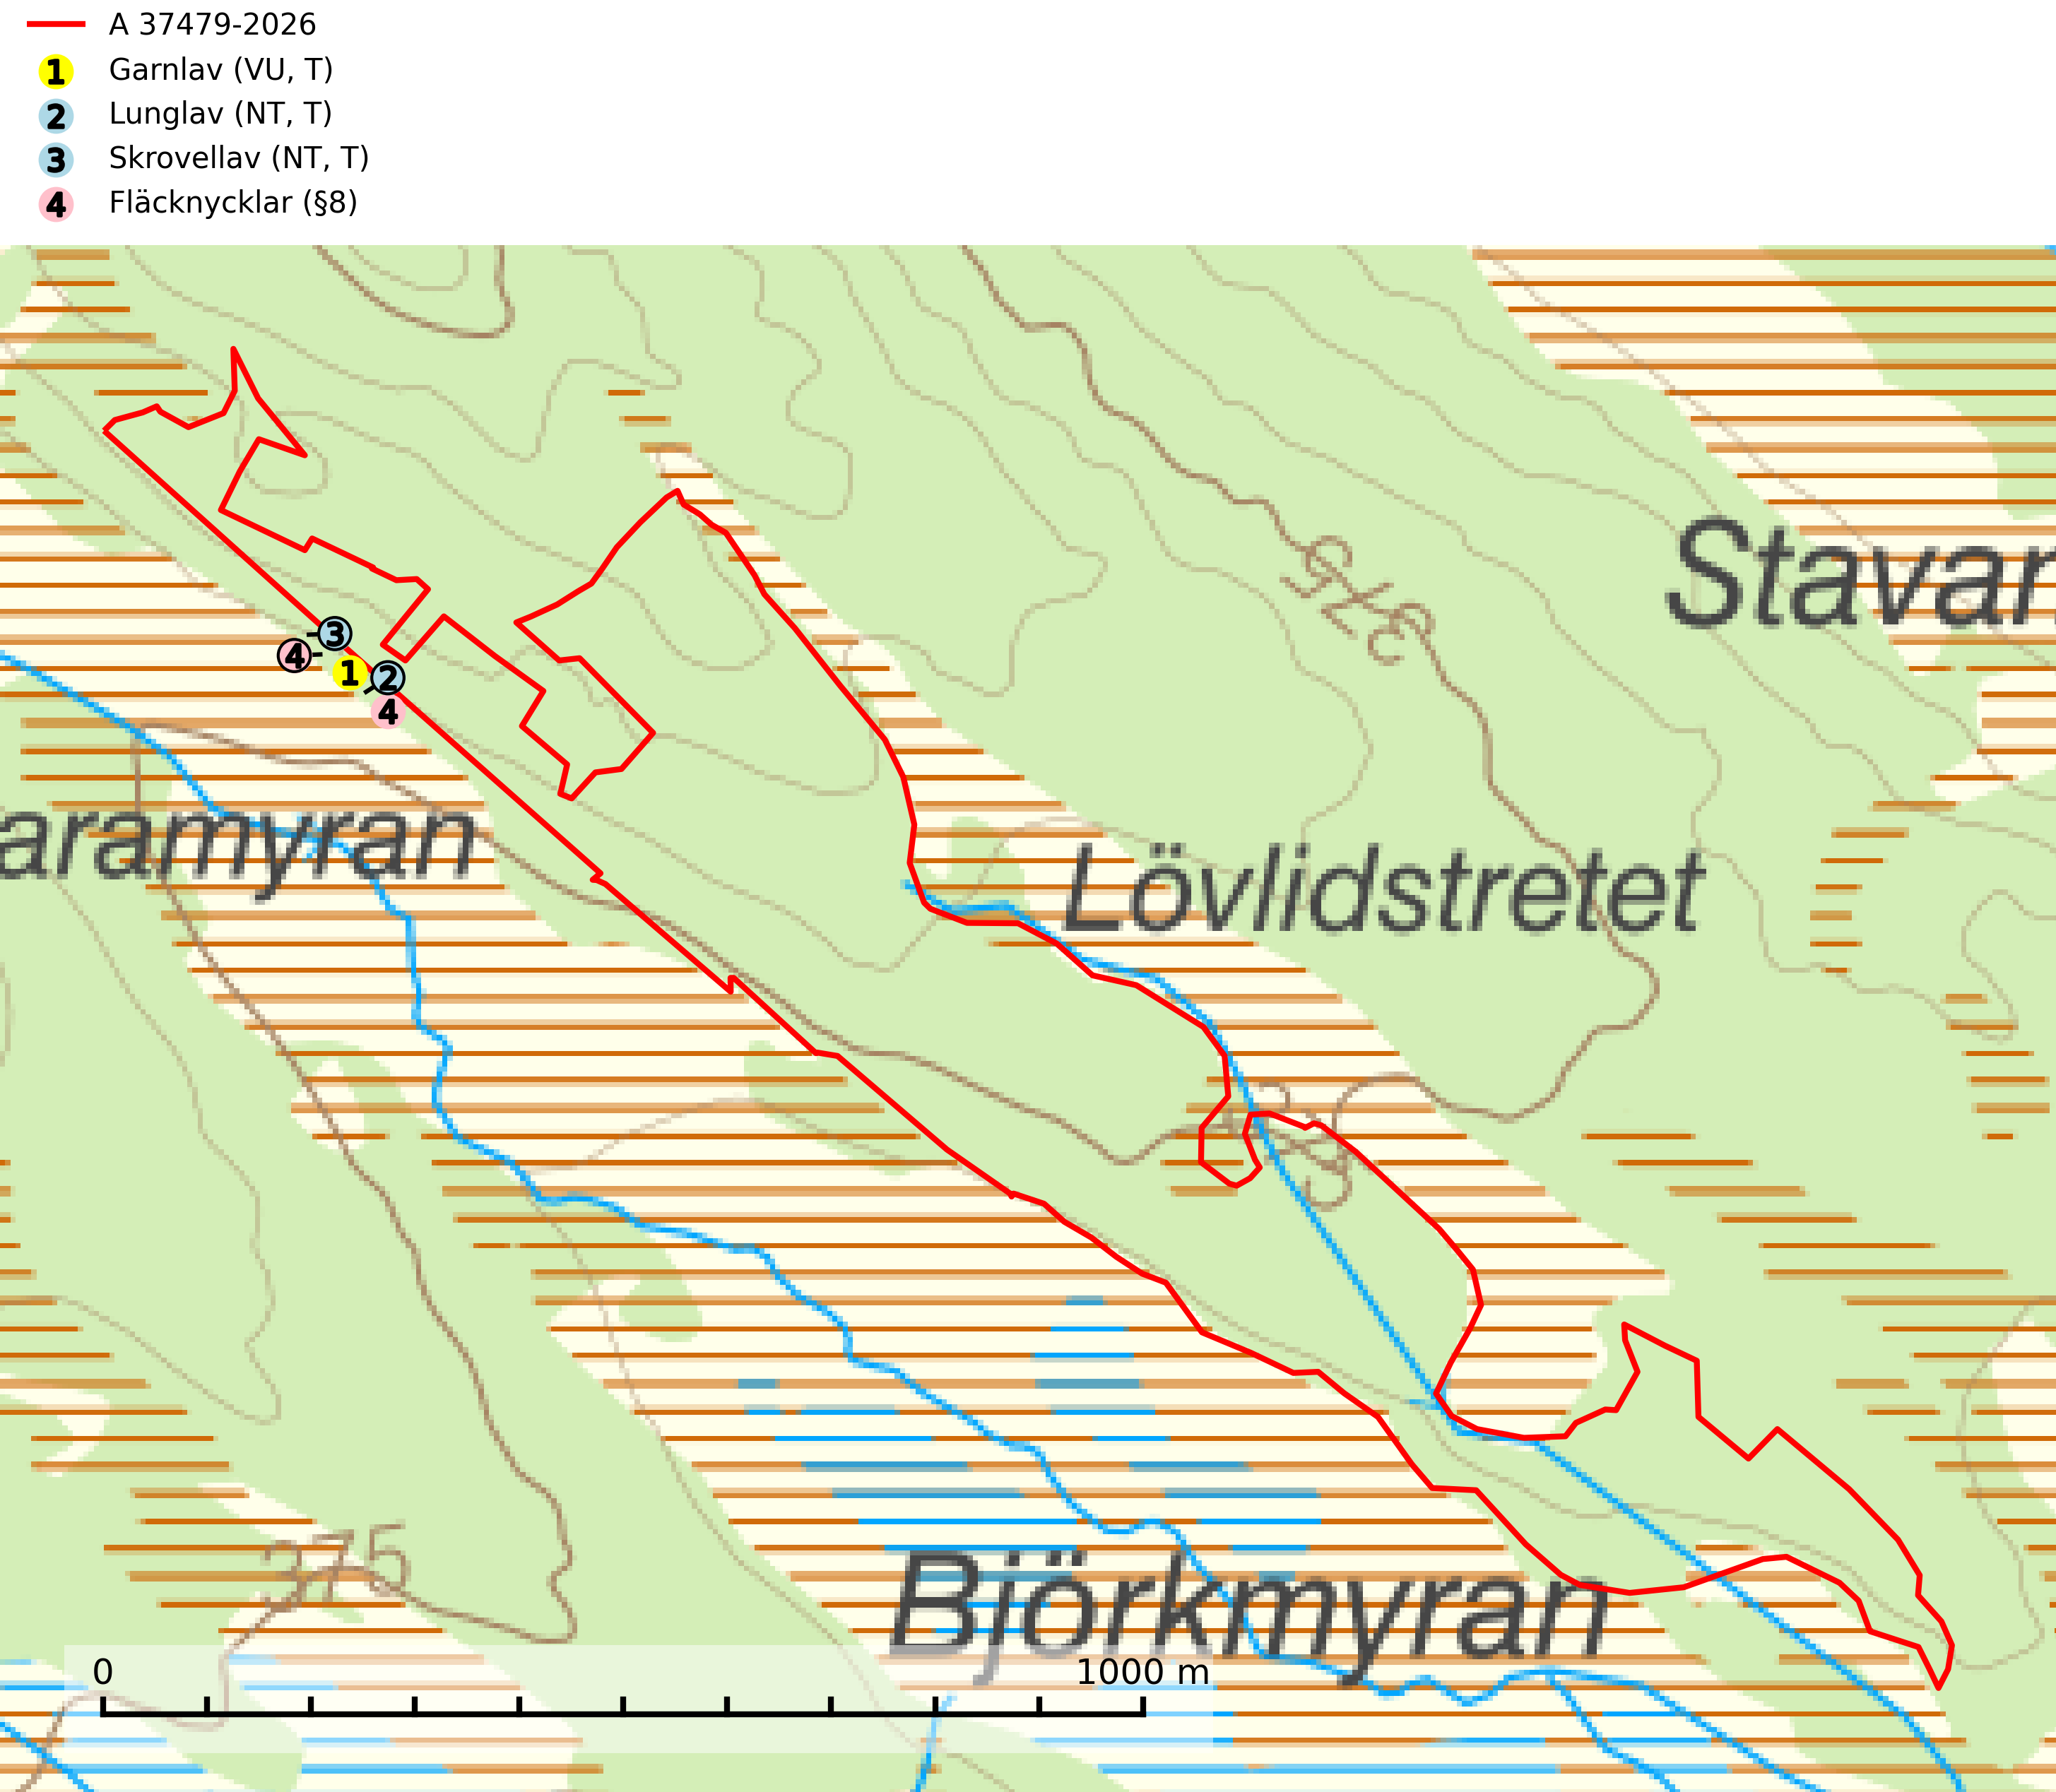 A 37479-2026
1 Garnlav (VU, T)
2 Lunglav (NT, T)
3 Skrovellav (NT, T)
4 Fläcknycklar (§8)
Stavar
375
3
4
1
2
4
aramyran
Lövlidstretet
375
Björkmyran
0 1000 m